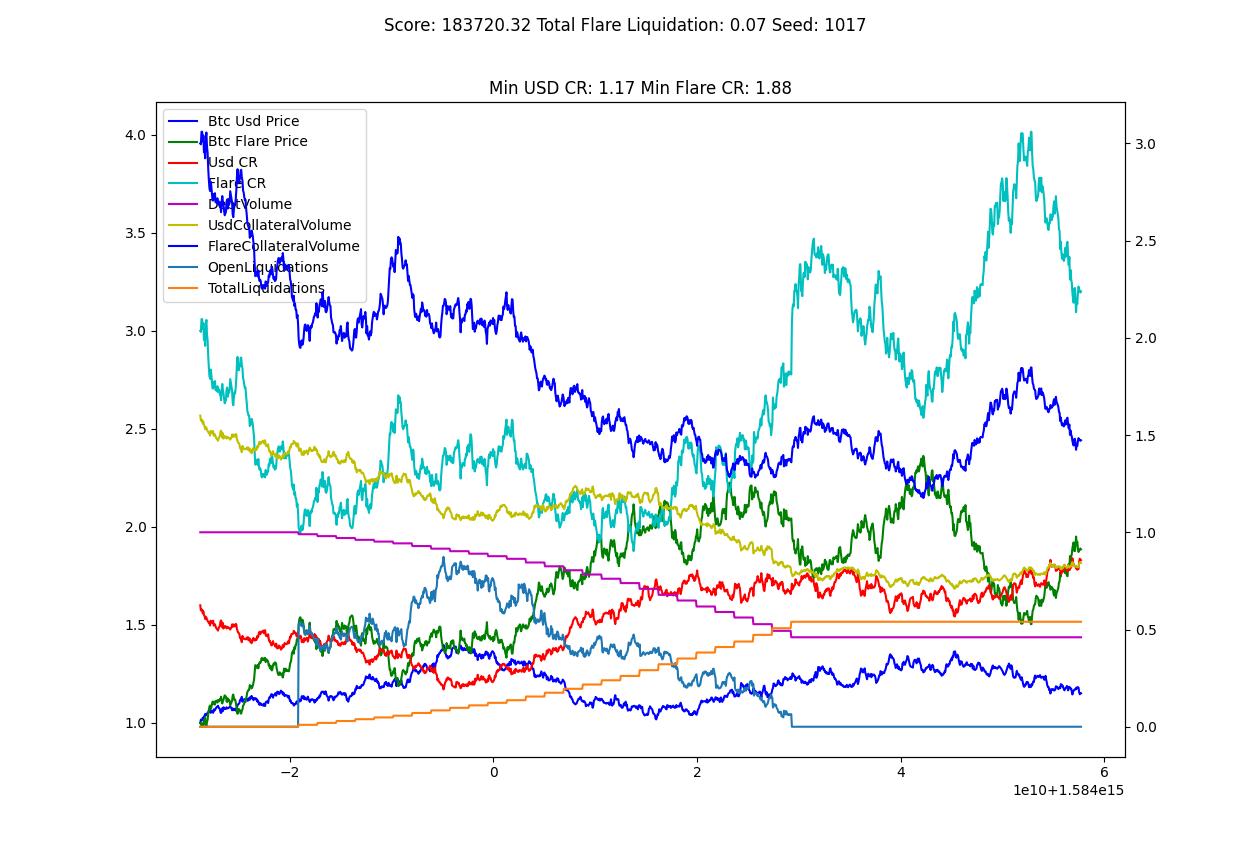 Score: 183720.32 Total Flare Liquidation: 0.07 Seed: 1017
Min USD CR: 1.17 Min Flare CR: 1.88
Btc Usd Price
Btc Flare Price
Usd CR
Flare CR
DebtVolume
UsdCollateralVolume
FlareCollateralVolume
OpenLiquidations
TotalLiquidations
4.0
3.5
3.0
2.5
2.0
1.5
1.0
3.0
2.5
2.0
1.5
1.0
0.5
0.0
−2
0
2
4
6
1e10+1.584e15